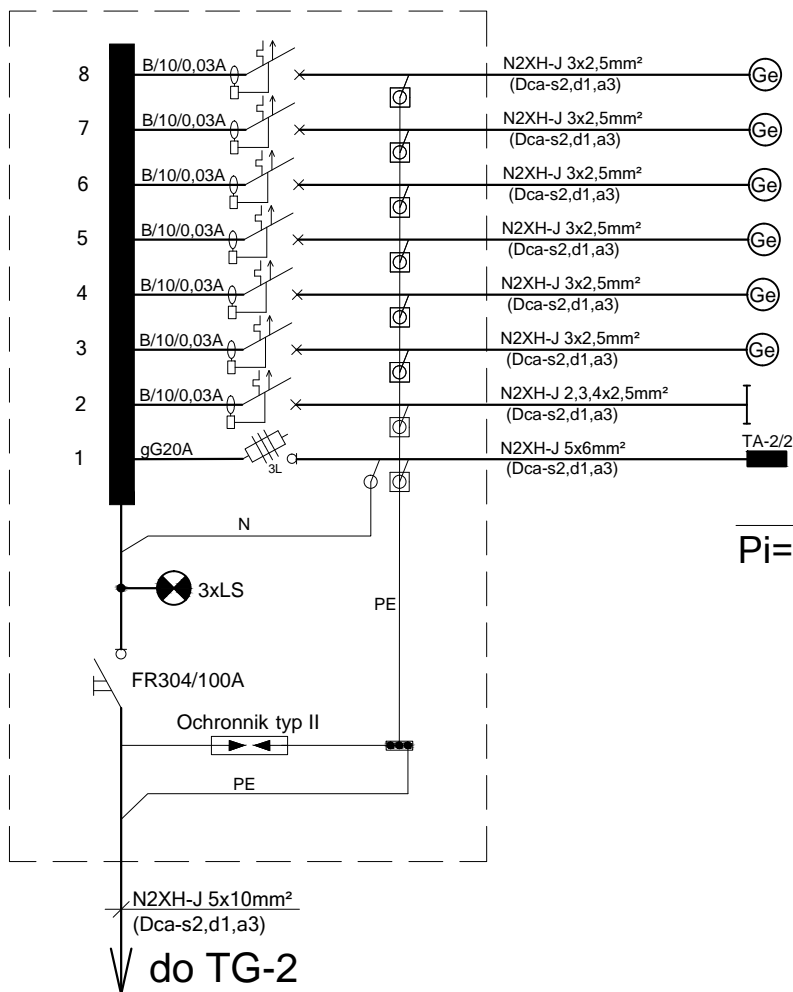 8 B/10/0,03A N2XH-J 3x2,5mm² Ge
(Dca-s2,d1,a3)
7 B/10/0,03A N2XH-J 3x2,5mm² Ge
(Dca-s2,d1,a3)
6 B/10/0,03A N2XH-J 3x2,5mm² Ge
(Dca-s2,d1,a3)
5 B/10/0,03A N2XH-J 3x2,5mm² Ge
(Dca-s2,d1,a3)
4 B/10/0,03A N2XH-J 3x2,5mm² Ge
(Dca-s2,d1,a3)
3 B/10/0,03A N2XH-J 3x2,5mm² Ge
(Dca-s2,d1,a3)
2 B/10/0,03A N2XH-J 2,3,4x2,5mm²
(Dca-s2,d1,a3)
1 gG20A 3L N2XH-J 5x6mm² TA-2/2
(Dca-s2,d1,a3)
N
Pi=
3xLS
PE
FR304/100A
Ochronnik typ II
PE
N2XH-J 5x10mm²
(Dca-s2,d1,a3)
do TG-2